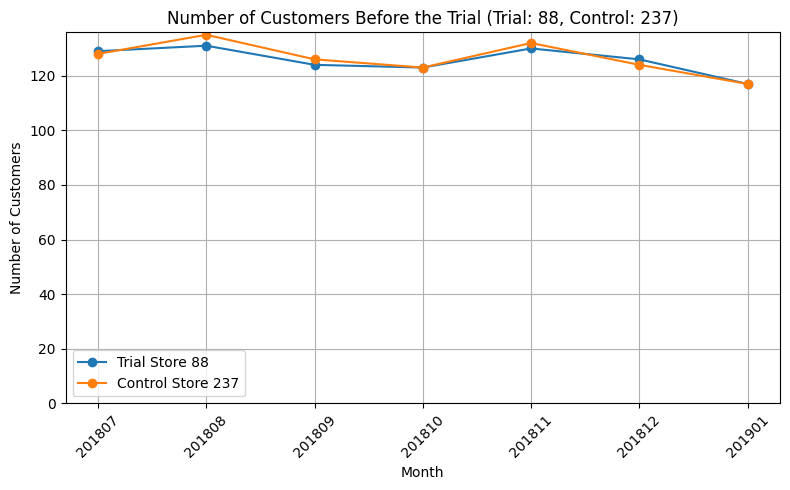 Number of Customers Before the Trial (Trial: 88, Control: 237)
Number of Customers
120
100
80
60
40
20
0
Trial Store 88
Control Store 237
201807
201808
201809
201810
201811
201812
201901
Month